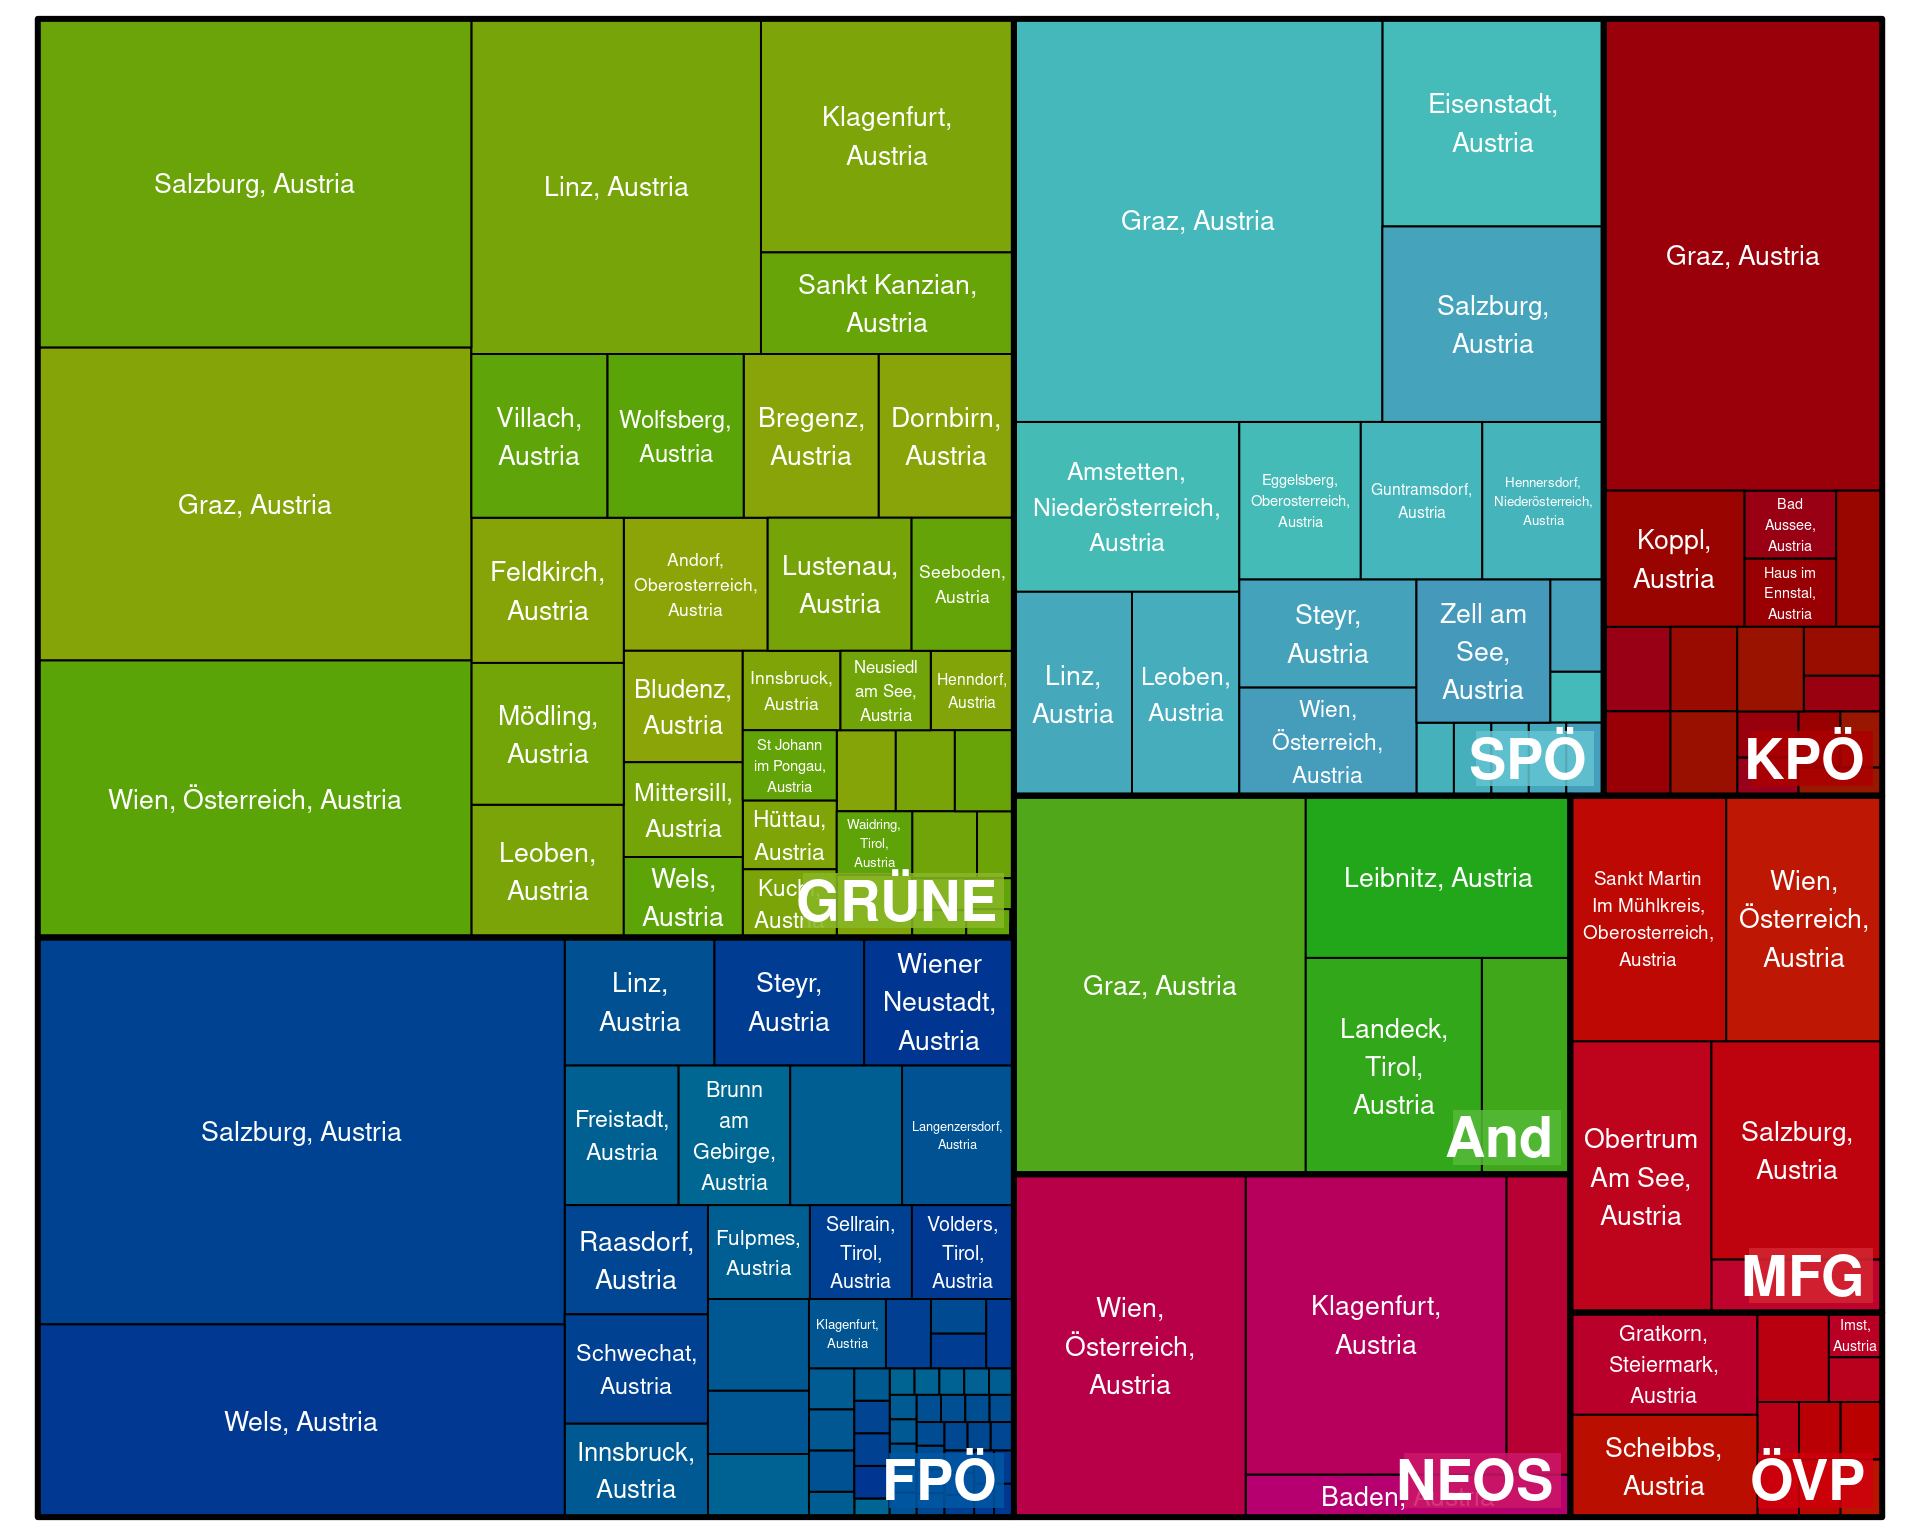 Salzburg, Austria
Linz, Austria
Klagenfurt,
Austria
Sankt Kanzian,
Austria
Graz, Austria
Villach,
Austria
Wolfsberg,
Austria
Bregenz,
Austria
Dornbirn,
Austria
Feldkirch,
Austria
Andorf,
Oberosterreich,
Austria
Lustenau,
Austria
Seeboden,
Austria
Wien, Österreich, Austria
Mödling,
Austria
Bludenz,
Austria
Innsbruck,
Austria
Neusiedl
am See,
Austria
Henndorf,
Austria
St Johann
im Pongau,
Austria
Mittersill,
Austria
Hüttau,
Austria
Waidring,
Tirol,
Austria
Leoben,
Austria
Wels,
Austria
Kuchl,
Austria
GRÜNE
Graz, Austria
Eisenstadt,
Austria
Salzburg,
Austria
Amstetten,
Niederösterreich,
Austria
Eggelsberg,
Oberosterreich,
Austria
Guntramsdorf,
Austria
Hennersdorf,
Niederösterreich,
Austria
Linz,
Austria
Leoben,
Austria
Steyr,
Austria
Zell am
See,
Austria
Wien,
Österreich,
Austria
SPÖ
Graz, Austria
Koppl,
Austria
Bad
Aussee,
Austria
Haus im
Ennstal,
Austria
KPÖ
Salzburg, Austria
Wels, Austria
Linz,
Austria
Steyr,
Austria
Wiener
Neustadt,
Austria
Freistadt,
Austria
Brunn
am
Gebirge,
Austria
Langenzersdorf,
Austria
Raasdorf,
Austria
Fulpmes,
Austria
Sellrain,
Tirol,
Austria
Volders,
Tirol,
Austria
Schwechat,
Austria
Klagenfurt,
Austria
Innsbruck,
Austria
FPÖ
Graz, Austria
Leibnitz, Austria
Landeck,
Tirol,
Austria
And
Wien,
Österreich,
Austria
Klagenfurt,
Austria
Baden, Austria
NEOS
Sankt Martin
Im Mühlkreis,
Oberosterreich,
Austria
Wien,
Österreich,
Austria
Obertrum
Am See,
Austria
Salzburg,
Austria
MFG
Gratkorn,
Steiermark,
Austria
Imst,
Austria
Scheibbs,
Austria
ÖVP